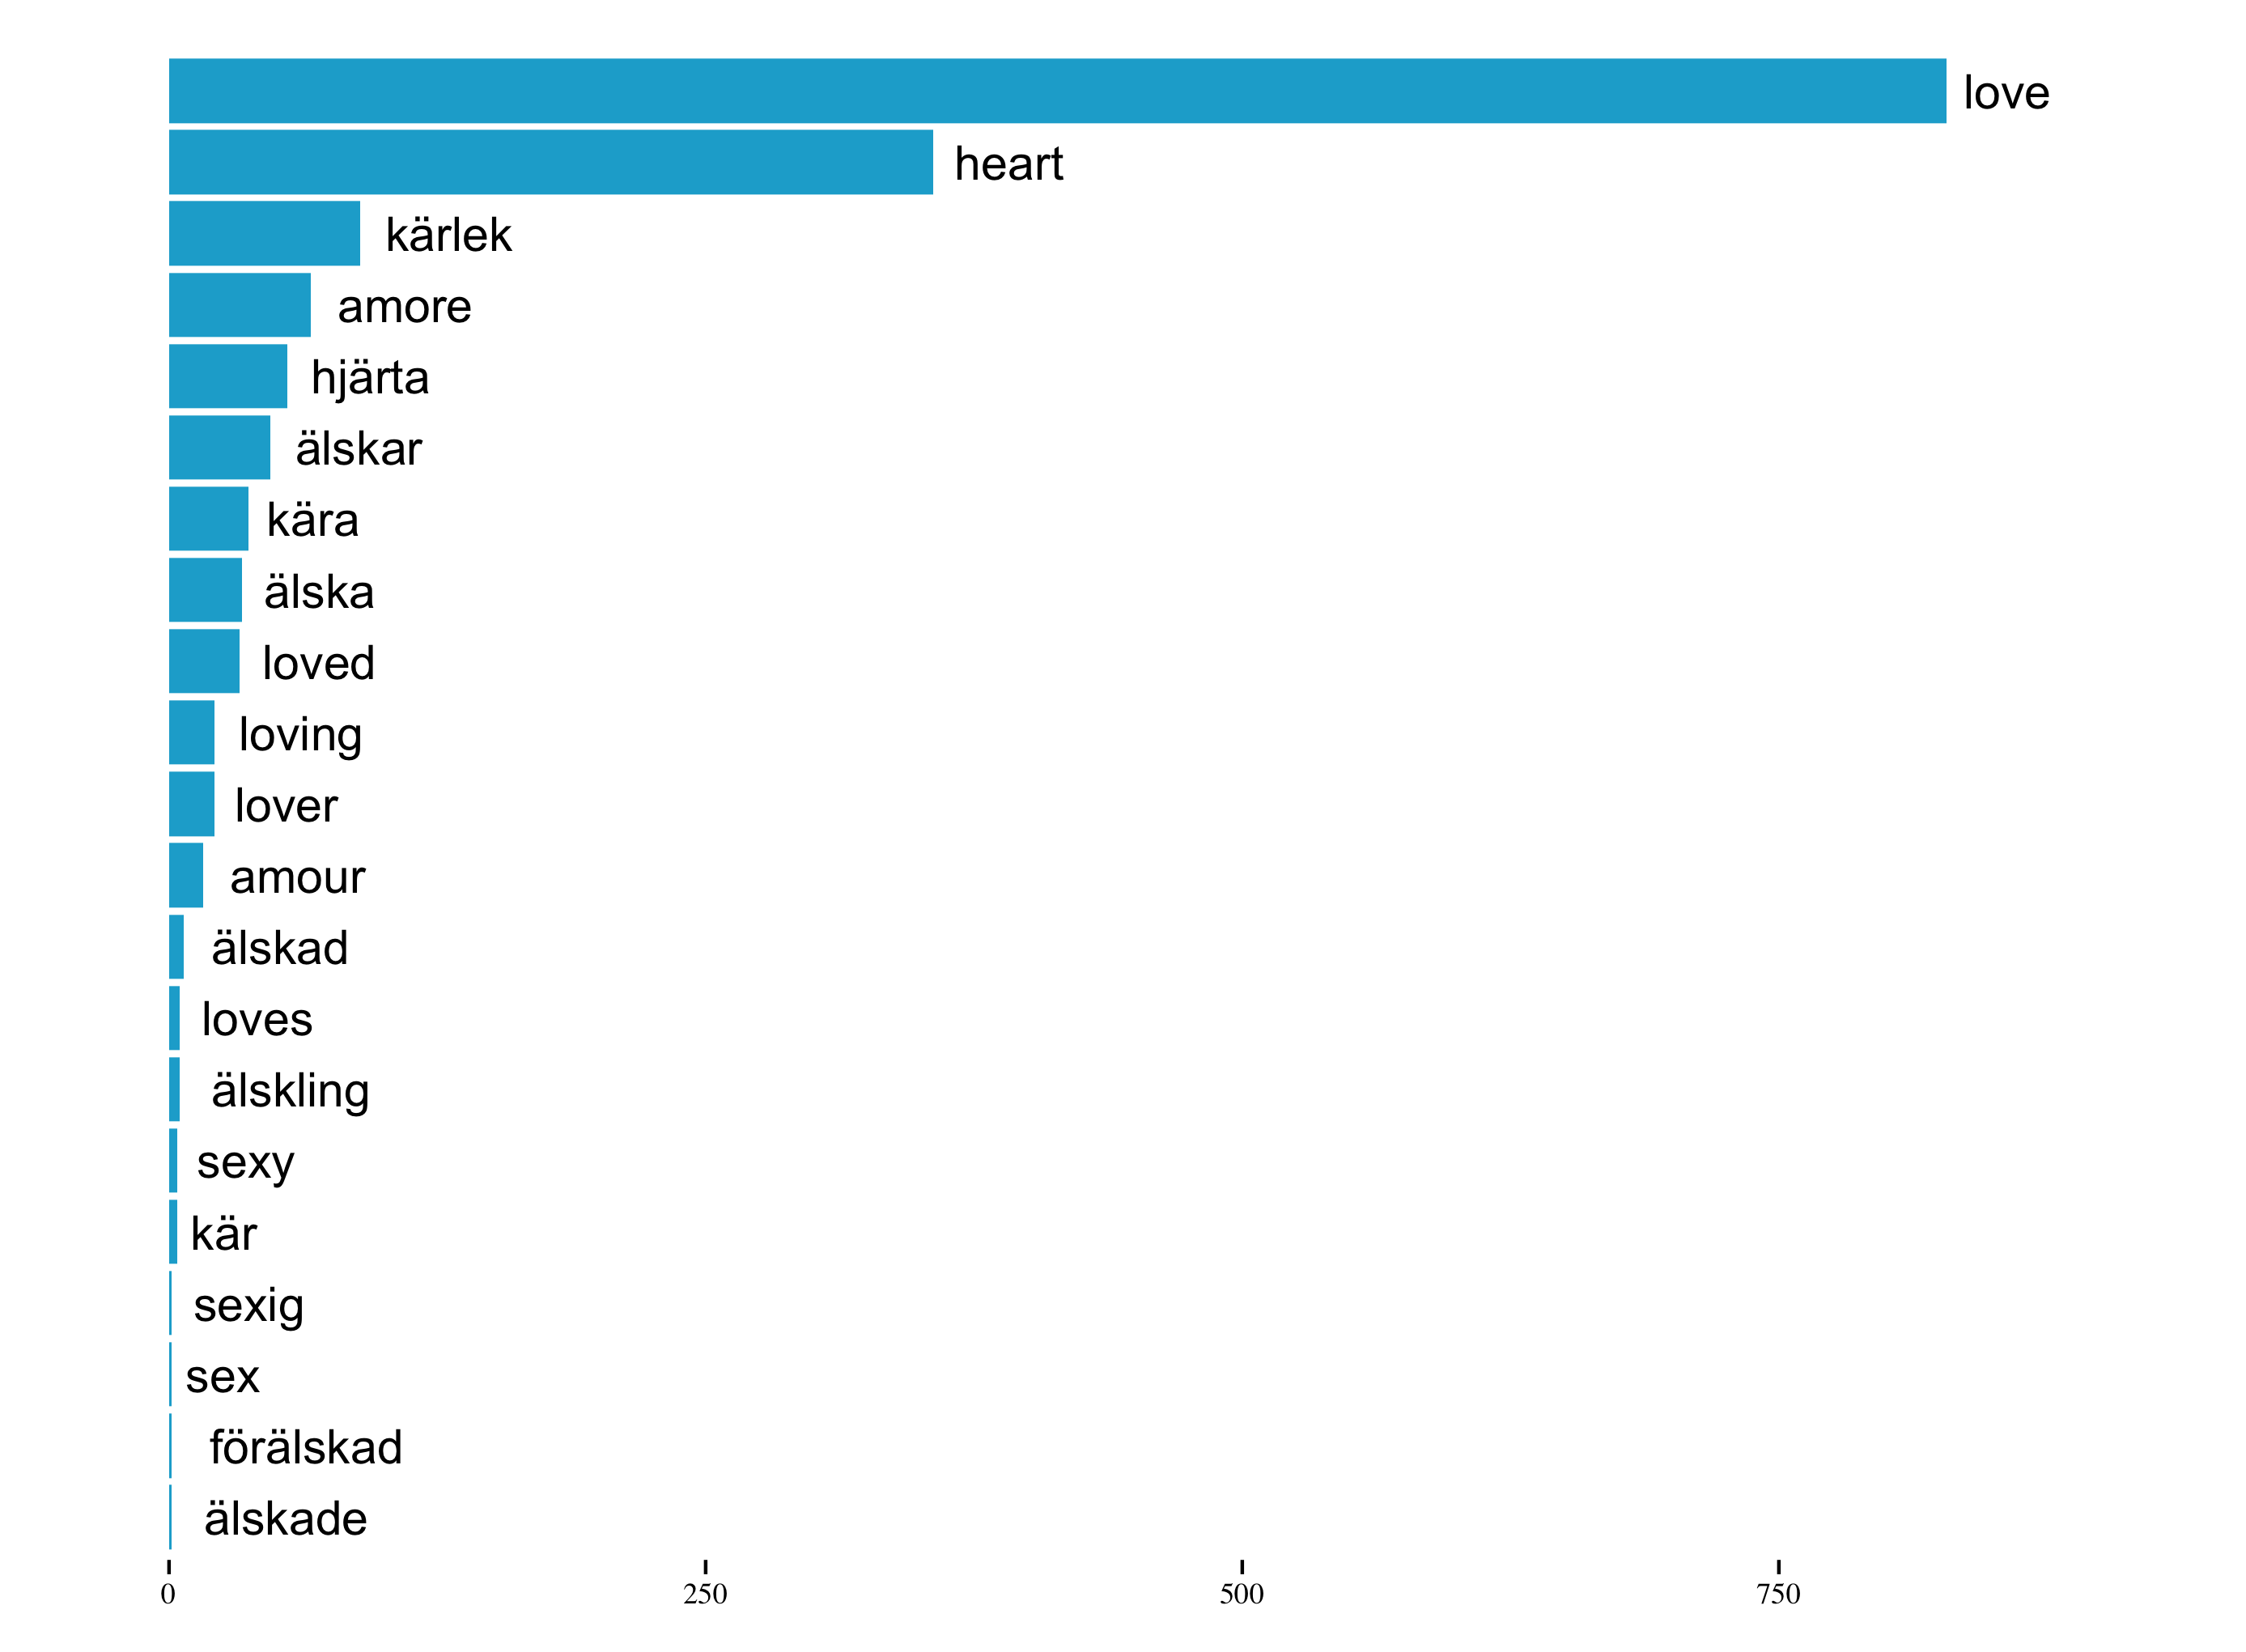 love
heart
kärlek
amore
hjärta
älskar
kära
älska
loved
loving
lover
amour
älskad
loves
älskling
sexy
kär
sexig
sex
förälskad
älskade
0 250 500 750